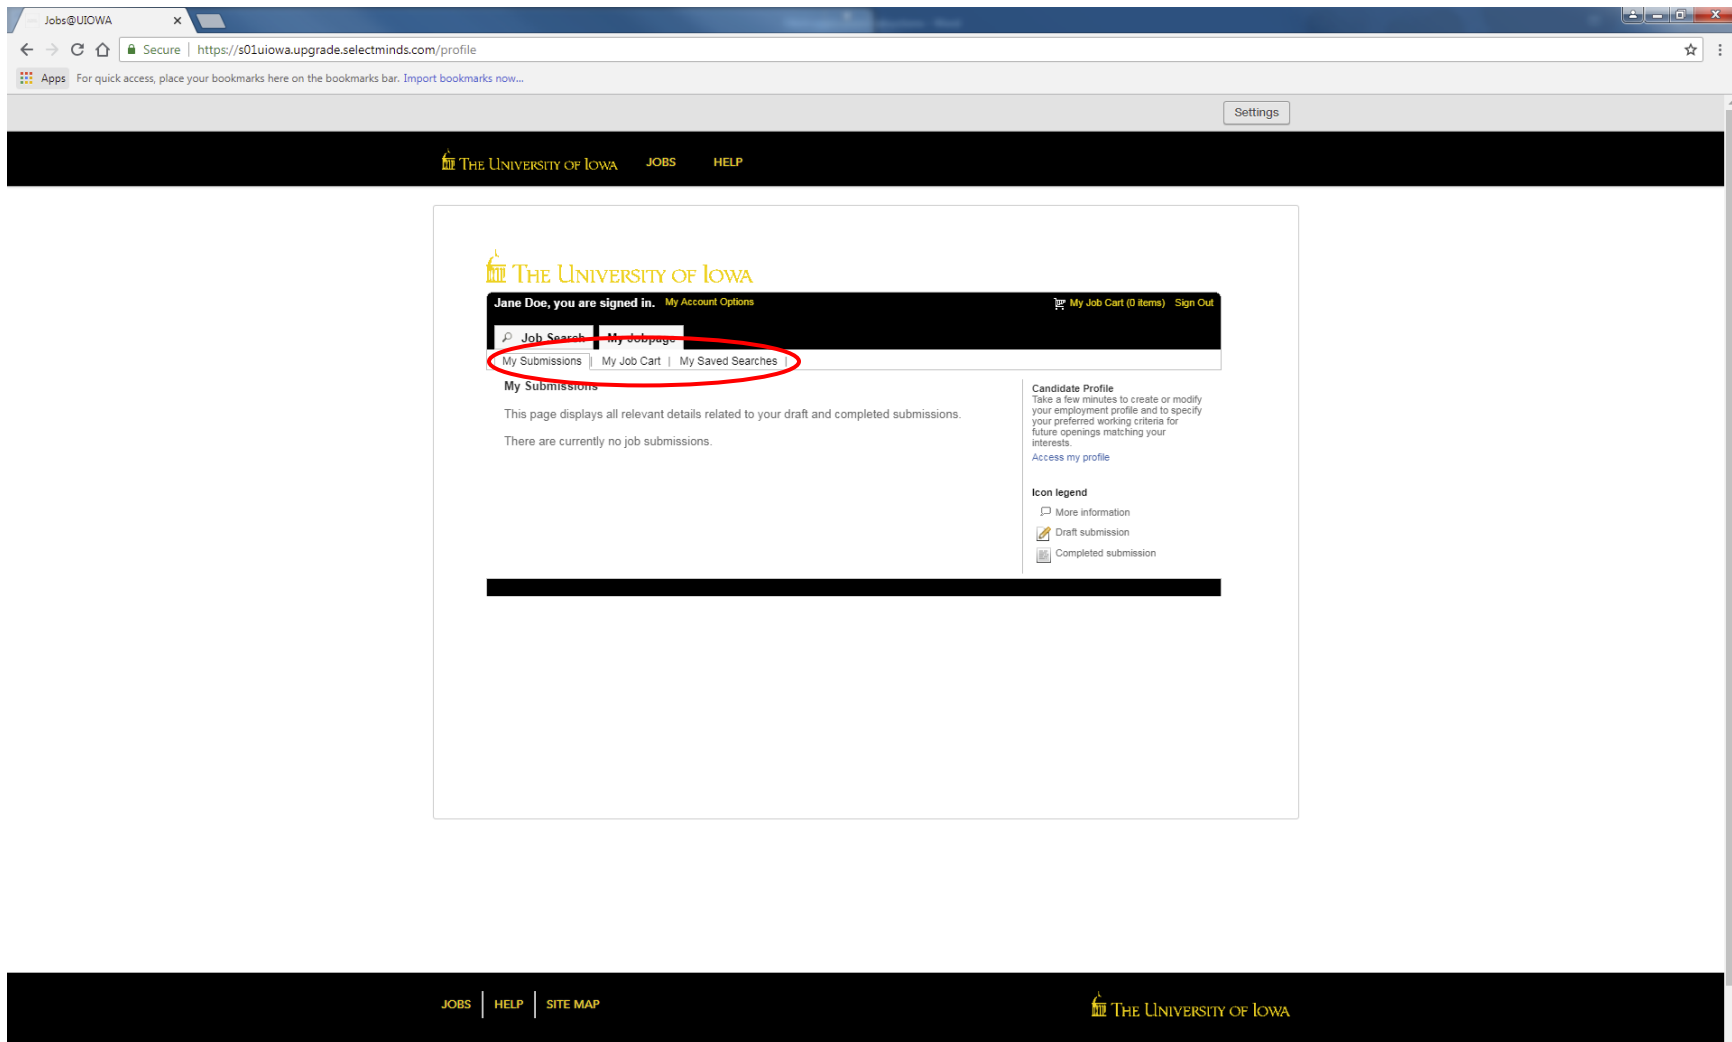 Jobs@UIOWA
Secure | https://s01uiowa.upgrade.selectminds.com/profile
Apps For quick access, place your bookmarks here on the bookmarks bar. Import bookmarks now...
Settings
THE UNIVERSITY OF IOWA JOBS HELP
THE UNIVERSITY OF IOWA
Jane Doe, you are signed in. My Account Options My Job Cart (0 items) Sign Out
Job Search My Jobpage
My Submissions | My Job Cart | My Saved Searches |
My Submissions
This page displays all relevant details related to your draft and completed submissions.
There are currently no job submissions.
Candidate Profile
Take a few minutes to create or modify
your employment profile and to specify
your preferred working criteria for
future openings matching your
interests.
Access my profile
Icon legend
More information
Draft submission
Completed submission
JOBS HELP SITE MAP
THE UNIVERSITY OF IOWA